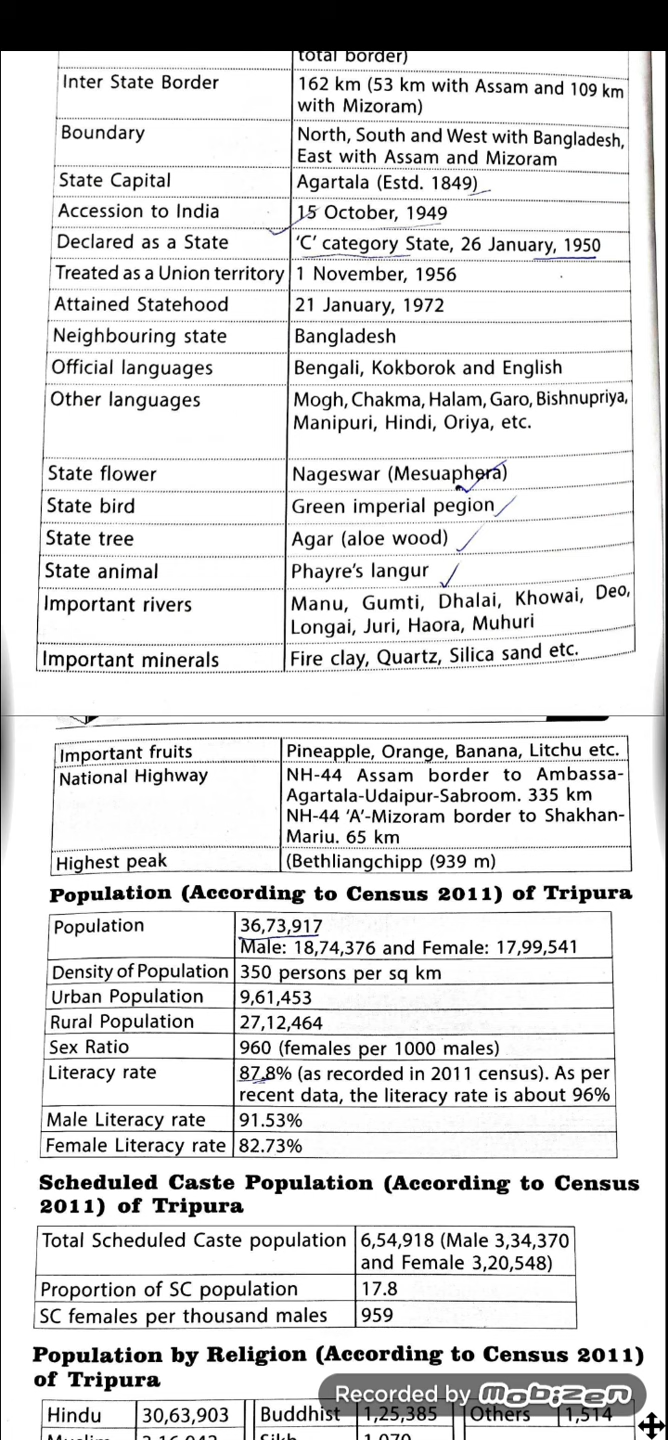 total border)
Inter State Border 162 km (53 km with Assam and 109 km
with Mizoram)
Boundary North, South and West with Bangladesh,
East with Assam and Mizoram
State Capital Agartala (Estd. 1849)
Accession to India 15 October, 1949
Declared as a State 'C' category State, 26 January, 1950
Treated as a Union territory 1 November, 1956
Attained Statehood 21 January, 1972
Neighbouring state Bangladesh
Official languages Bengali, Kokborok and English
Other languages Mogh, Chakma, Halam, Garo, Bishnupriya,
Manipuri, Hindi, Oriya, etc.
State flower Nageswar (Mesuaphera)
State bird Green imperial pegion
State tree Agar (aloe wood)
State animal Phayre's langur
Important rivers Manu, Gumti, Dhalai, Khowai, Deo,
Longai, Juri, Haora, Muhuri
Important minerals Fire clay, Quartz, Silica sand etc.
Important fruits Pineapple, Orange, Banana, Litchu etc.
National Highway NH-44 Assam border to Ambassa-
Agartala-Udaipur-Sabroom. 335 km
NH-44 'A'-Mizoram border to Shakhan-
Mariu. 65 km
Highest peak (Bethliangchipp (939 m)
Population (According to Census 2011) of Tripura
Population 36,73,917
Male: 18,74,376 and Female: 17,99,541
Density of Population 350 persons per sq km
Urban Population 9,61,453
Rural Population 27,12,464
Sex Ratio 960 (females per 1000 males)
Literacy rate 87.8% (as recorded in 2011 census). As per
recent data, the literacy rate is about 96%
Male Literacy rate 91.53%
Female Literacy rate 82.73%
Scheduled Caste Population (According to Census
2011) of Tripura
Total Scheduled Caste population 6,54,918 (Male 3,34,370
and Female 3,20,548)
Proportion of SC population 17.8
SC females per thousand males 959
Population by Religion (According to Census 2011)
of Tripura
Recorded by mobizen
Hindu 30,63,903 Buddhist 1,25,385 Others 1,514